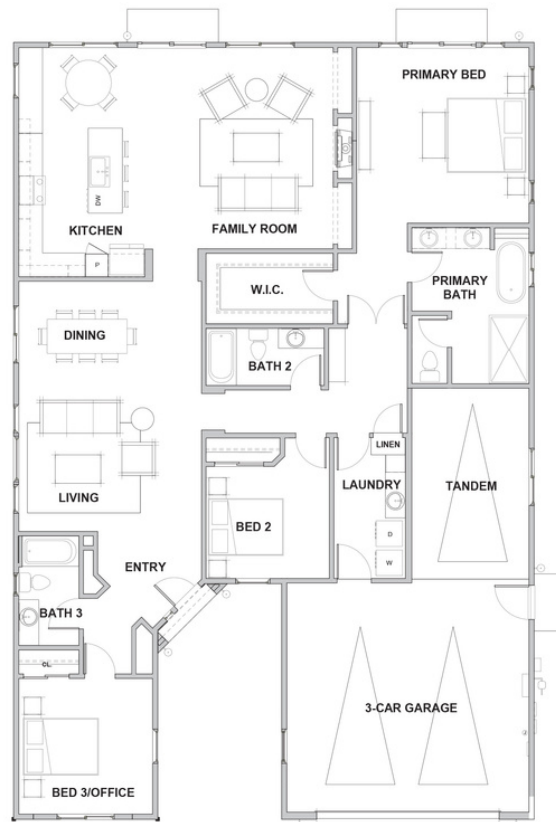 PRIMARY BED
DW
KITCHEN
FAMILY ROOM
P
W.I.C.
PRIMARY
BATH
DINING
BATH 2
LINEN
LIVING
LAUNDRY
TANDEM
BED 2
D
W
ENTRY
BATH 3
CL.
3-CAR GARAGE
BED 3/OFFICE